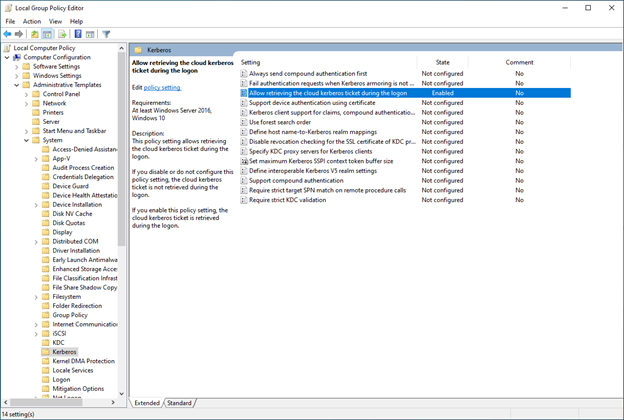 Local Group Policy Editor
File Action View Help
Local Computer Policy
Computer Configuration
Software Settings
Windows Settings
Administrative Templates
Control Panel
Network
Printers
Server
Start Menu and Taskbar
System
Access-Denied Assistanc
App-V
Audit Process Creation
Credentials Delegation
Device Guard
Device Health Attestatio
Device Installation
Disk NV Cache
Disk Quotas
Display
Distributed COM
Driver Installation
Early Launch Antimalwa
Enhanced Storage Acces
File Classification Infrast
File Share Shadow Copy
Filesystem
Folder Redirection
Group Policy
Internet Communication
iSCSI
KDC
Kerberos
Kernel DMA Protection
Locale Services
Logon
Mitigation Options
Net Logon
Kerberos
Allow retrieving the cloud kerberos
ticket during the logon
Edit policy setting.
Requirements:
At least Windows Server 2016,
Windows 10
Description:
This policy setting allows retrieving
the cloud kerberos ticket during the
logon.
If you disable or do not configure this
policy setting, the cloud kerberos
ticket is not retrieved during the
logon.
If you enable this policy setting, the
cloud kerberos ticket is retrieved
during the logon.
Setting State Comment
Always send compound authentication first Not configured No
Fail authentication requests when Kerberos armoring is not ... Not configured No
Allow retrieving the cloud kerberos ticket during the logon Enabled No
Support device authentication using certificate Not configured No
Kerberos client support for claims, compound authentication... Not configured No
Use forest search order Not configured No
Define host name-to-Kerberos realm mappings Not configured No
Disable revocation checking for the SSL certificate of KDC pr... Not configured No
Specify KDC proxy servers for Kerberos clients Not configured No
Set maximum Kerberos SSPI context token buffer size Not configured No
Define interoperable Kerberos V5 realm settings Not configured No
Support compound authentication Not configured No
Require strict target SPN match on remote procedure calls Not configured No
Require strict KDC validation Not configured No
Extended Standard
14 setting(s)